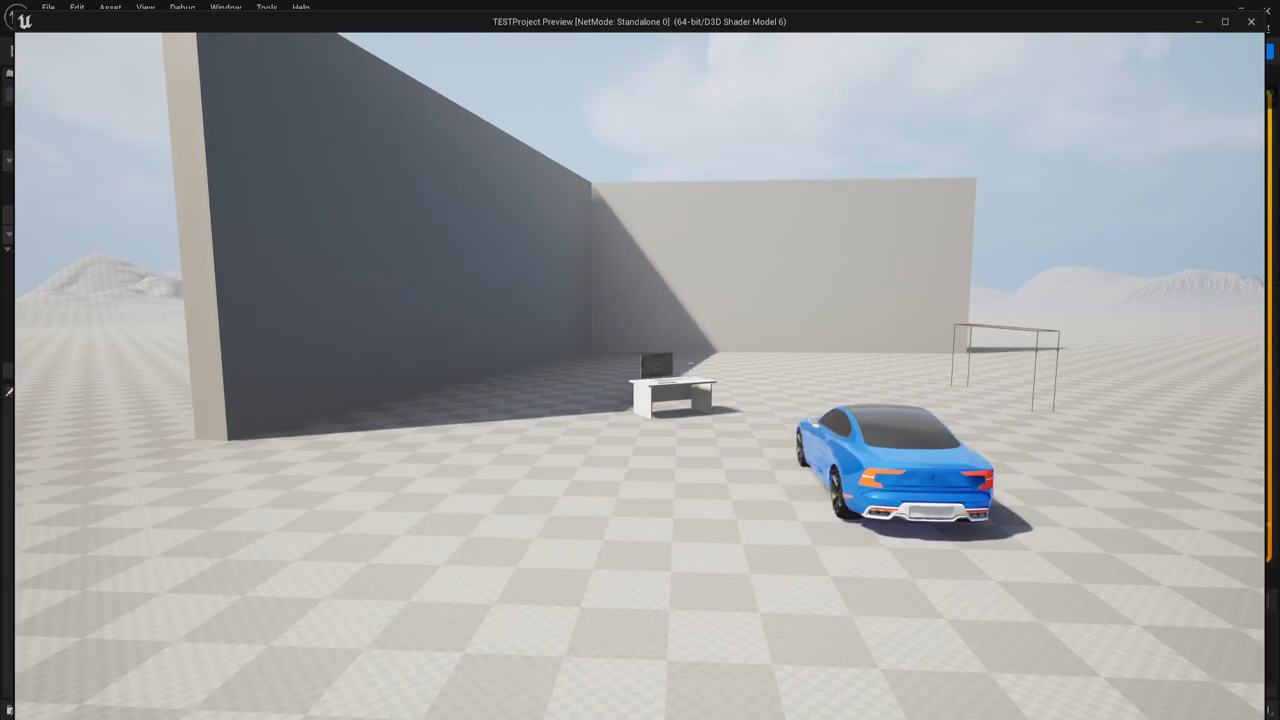 File Edit Asset View Debug Window Tools Help
TESTProject Preview [NetMode: Standalone 0] (64-bit/D3D Shader Model 6)